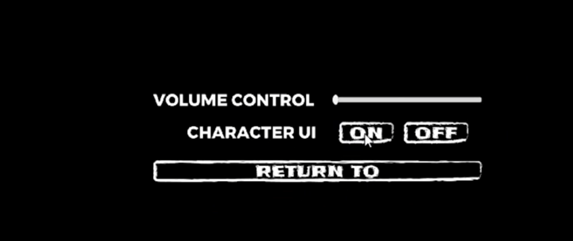 VOLUME CONTROL
CHARACTER UI ON OFF
RETURN TO